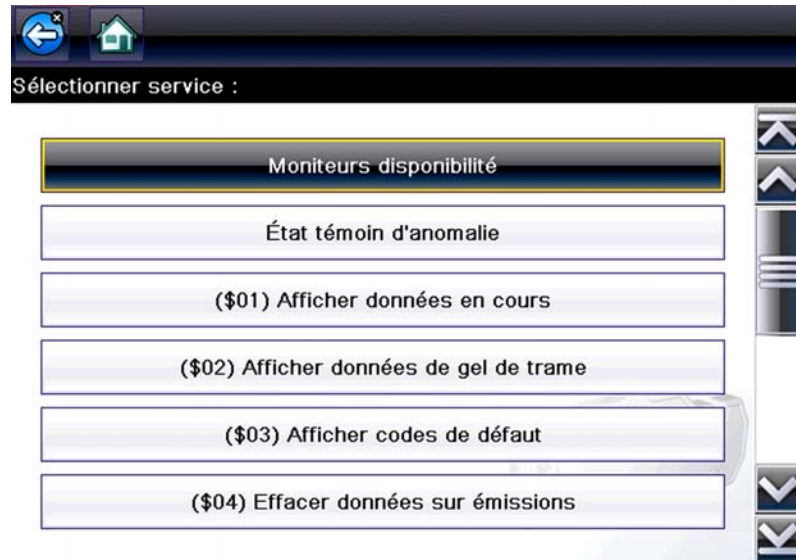 Sélectionner service :
Moniteurs disponibilité
État témoin d'anomalie
($01) Afficher données en cours
($02) Afficher données de gel de trame
($03) Afficher codes de défaut
($04) Effacer données sur émissions